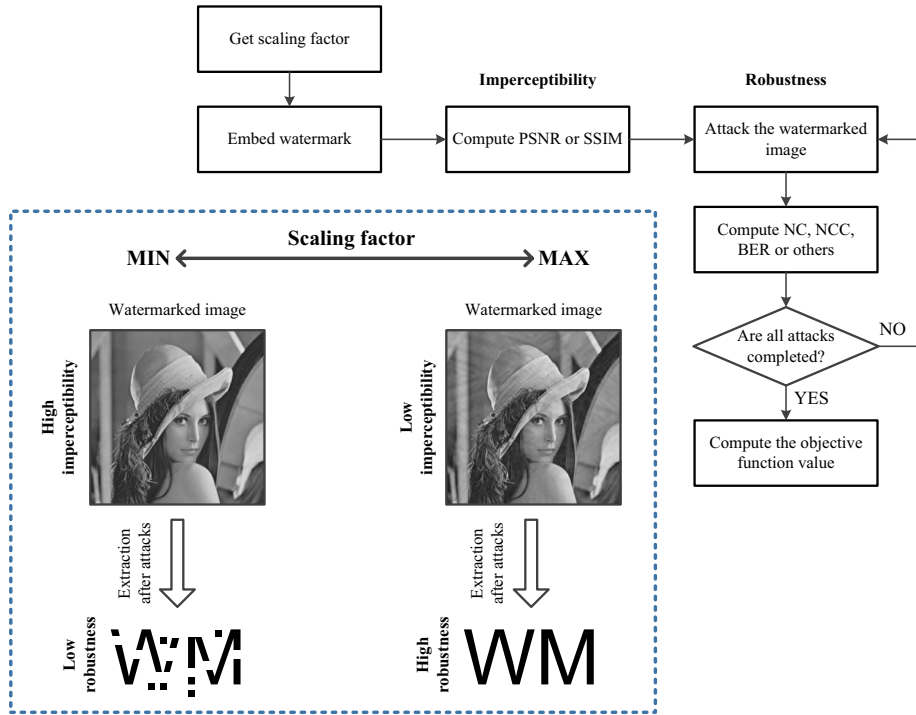 Get scaling factor
Embed watermark
Imperceptibility
Compute PSNR or SSIM
Robustness
Attack the watermarked
image
Compute NC, NCC,
BER or others
Are all attacks
completed?
NO
YES
Compute the objective
function value
Scaling factor
MIN
MAX
Watermarked image
High
imperceptibility
Extraction
after attacks
Low
robustness
WM
Watermarked image
Low
imperceptibility
Extraction
after attacks
High
robustness
WM